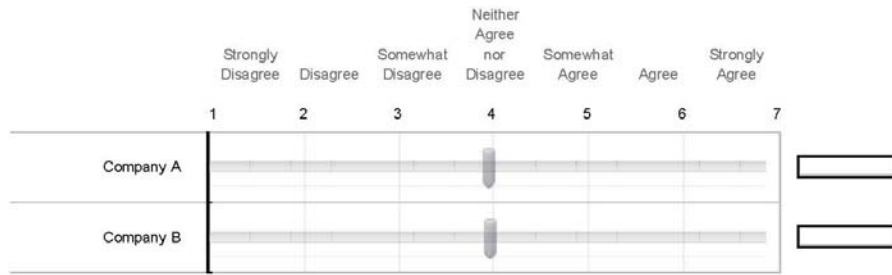 Neither
Agree
Strongly Somewhat nor Somewhat Strongly
Disagree Disagree Disagree Disagree Agree Agree Agree
1 2 3 4 5 6 7
Company A
Company B